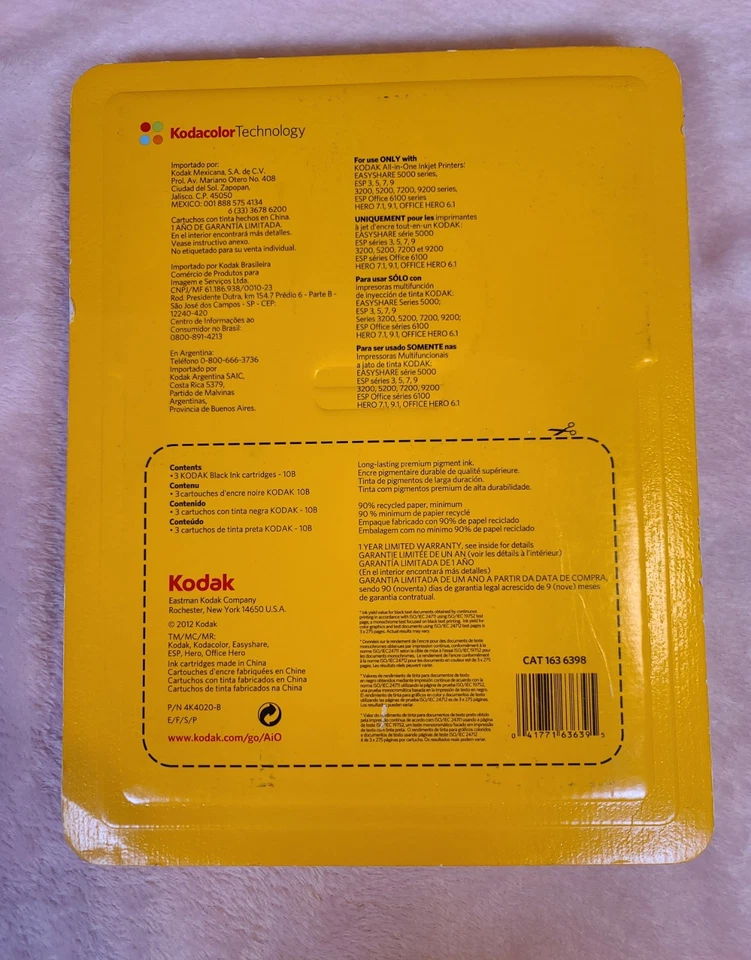 KodacolorTechnology
Importado por:
Kodak Mexicana, S.A. de C.V.
Prol. Av. Mariano Otero No. 408
Ciudad del Sol, Zapopan,
Jalisco. C.P. 45050
MEXICO: 001 888 575 4134
ó (33) 3678 6200
Cartuchos con tinta hechos en China.
1 AÑO DE GARANTÍA LIMITADA.
En el interior encontrará más detalles.
Vease instructivo anexo.
No etiquetado para su venta individual.
Importado por Kodak Brasileira
Comércio de Produtos para
Imagem e Serviços Ltda.
CNPJ/MF 61.186.938/0010-23
Rod. Presidente Dutra, km 154.7 Prédio 6 - Parte B -
São José dos Campos - SP - CEP:
12240-420
Centro de Informações ao
Consumidor no Brasil:
0800-891-4213
En Argentina:
Teléfono 0-800-666-3736
Importado por
Kodak Argentina SAIC,
Costa Rica 5379,
Partido de Malvinas
Argentinas,
Provincia de Buenos Aires.
For use ONLY with
KODAK All-in-One Inkjet Printers:
EASYSHARE 5000 series,
ESP 3, 5, 7, 9
3200, 5200, 7200, 9200 series,
ESP Office 6100 series
HERO 7.1, 9.1, OFFICE HERO 6.1
UNIQUEMENT pour les imprimantes
à jet d'encre tout-en-un KODAK:
EASYSHARE série 5000
ESP séries 3, 5, 7, 9
3200, 5200, 7200 et 9200
ESP séries Office 6100
HERO 7.1, 9.1, OFFICE HERO 6.1
Para usar SÓLO con
impresoras multifunción
de inyección de tinta KODAK:
EASYSHARE Series 5000;
ESP 3, 5, 7, 9
Series 3200, 5200, 7200, 9200;
ESP Office séries 6100
HERO 7.1, 9.1, OFFICE HERO 6.1
Para ser usado SOMENTE nas
Impressoras Multifuncionais
a jato de tinta KODAK:
EASYSHARE série 5000
ESP séries 3, 5, 7, 9
3200, 5200, 7200, 9200
ESP Office séries 6100
HERO 7.1, 9.1, OFFICE HERO 6.1
Contents
• 3 KODAK Black Ink cartridges - 10B
Contenu
• 3 cartouches d'encre noire KODAK 10B
Contenido
• 3 cartuchos con tinta negra KODAK - 10B
Conteúdo
• 3 cartuchos de tinta preta KODAK - 10B
Kodak
Eastman Kodak Company
Rochester, New York 14650 U.S.A.
© 2012 Kodak
TM/MC/MR:
Kodak, Kodacolor, Easyshare,
ESP, Hero, Office Hero
Ink cartridges made in China
Cartouches d'encre fabriquées en China
Cartuchos con tinta fabricados en China
Cartuchos de tinta fabricados na China
P/N 4K4020-B
E/F/S/P
www.kodak.com/go/AiO
Long-lasting premium pigment ink.
Encre pigmentaire durable de qualité supérieure.
Tinta de pigmentos de larga duración.
Tinta com pigmentos premium de alta durabilidade.
90% recycled paper, minimum
90 % minimum de papier recyclé
Empaque fabricado con 90% de papel reciclado
Embalagem com no mínimo 90% de papel reciclado
1 YEAR LIMITED WARRANTY, see inside for details
GARANTIE LIMITÉE DE UN AN (voir les détails à l'intérieur)
GARANTÍA LIMITADA DE 1 AÑO
(En el interior encontrará más detalles)
GARANTIA LIMITADA DE UM ANO A PARTIR DA DATA DE COMPRA,
sendo 90 (noventa) dias de garantia legal acrescido de 9 (nove) meses
de garantia contratual.
CAT 163 6398
0 41771 63639 5